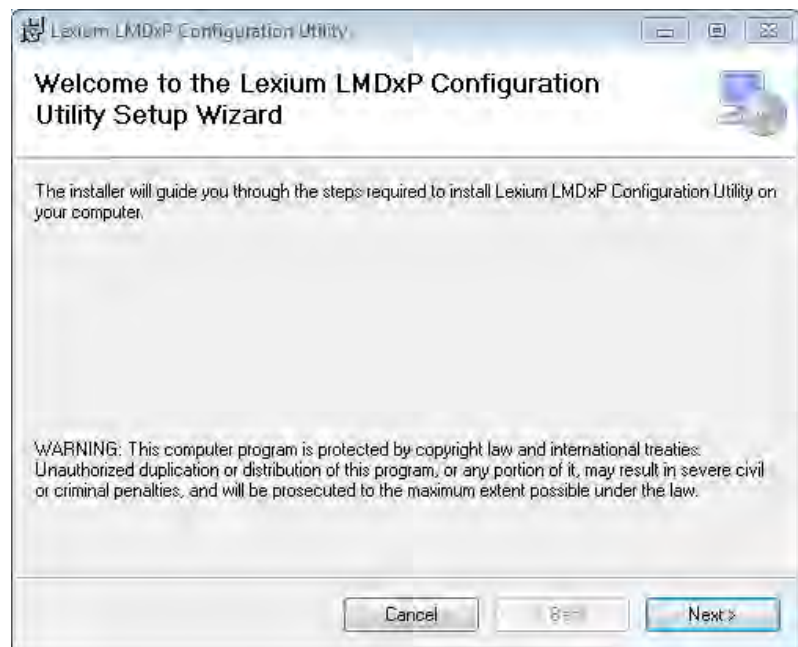 Lexium LMDxP Configuration Utility
Welcome to the Lexium LMDxP Configuration
Utility Setup Wizard
The installer will guide you through the steps required to install Lexium LMDxP Configuration Utility on
your computer.
WARNING: This computer program is protected by copyright law and international treaties.
Unauthorized duplication or distribution of this program, or any portion of it, may result in severe civil
or criminal penalties, and will be prosecuted to the maximum extent possible under the law.
Cancel
Next >